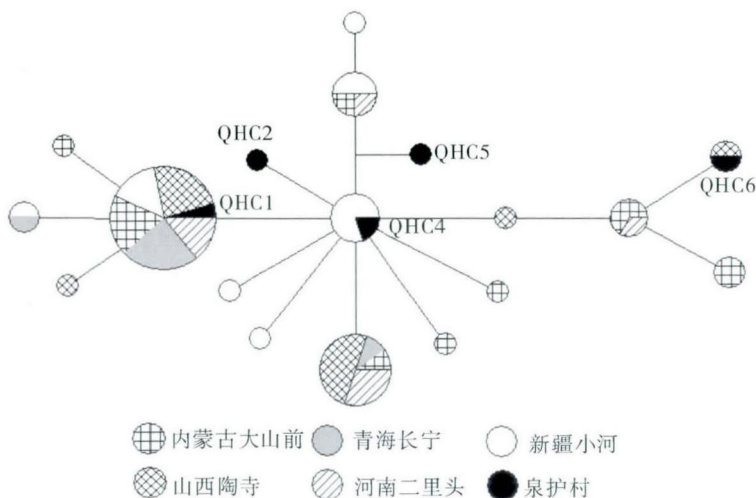 QHC2
QHC5
QHC6
QHC1
QHC4
内蒙古大山前 青海长宁 新疆小河
山西陶寺 河南二里头 泉护村